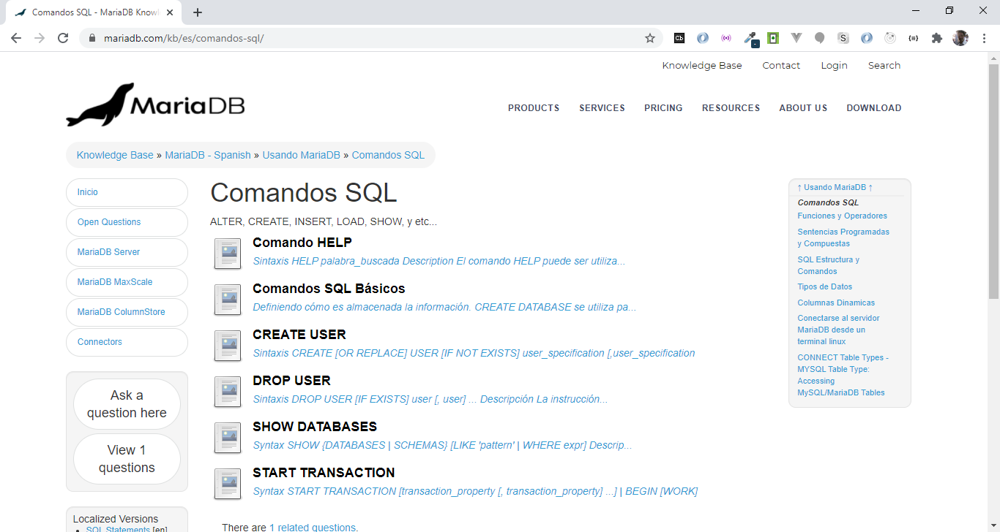 Comandos SQL - MariaDB Knowl
mariadb.com/kb/es/comandos-sql/
Knowledge Base Contact Login Search
MariaDB
PRODUCTS SERVICES PRICING RESOURCES ABOUT US DOWNLOAD
Knowledge Base » MariaDB - Spanish » Usando MariaDB » Comandos SQL
Inicio
Open Questions
MariaDB Server
MariaDB MaxScale
MariaDB ColumnStore
Connectors
Ask a
question here
View 1
questions
Localized Versions
• SQL Statements [en]
Comandos SQL
ALTER, CREATE, INSERT, LOAD, SHOW, y etc...
Comando HELP
Sintaxis HELP palabra_buscada Description El comando HELP puede ser utiliza...
Comandos SQL Básicos
Definiendo cómo es almacenada la información. CREATE DATABASE se utiliza pa...
CREATE USER
Sintaxis CREATE [OR REPLACE] USER [IF NOT EXISTS] user_specification [,user_specification
DROP USER
Sintaxis DROP USER [IF EXISTS] user [, user] ... Descripción La instrucción...
SHOW DATABASES
Syntax SHOW {DATABASES | SCHEMAS} [LIKE 'pattern' | WHERE expr] Descrip...
START TRANSACTION
Syntax START TRANSACTION [transaction_property [, transaction_property] ...] | BEGIN [WORK]
There are 1 related questions.
↑ Usando MariaDB ↑
Comandos SQL
Funciones y Operadores
Sentencias Programadas
y Compuestas
SQL Estructura y
Comandos
Tipos de Datos
Columnas Dinamicas
Conectarse al servidor
MariaDB desde un
terminal linux
CONNECT Table Types -
MYSQL Table Type:
Accessing
MySQL/MariaDB Tables